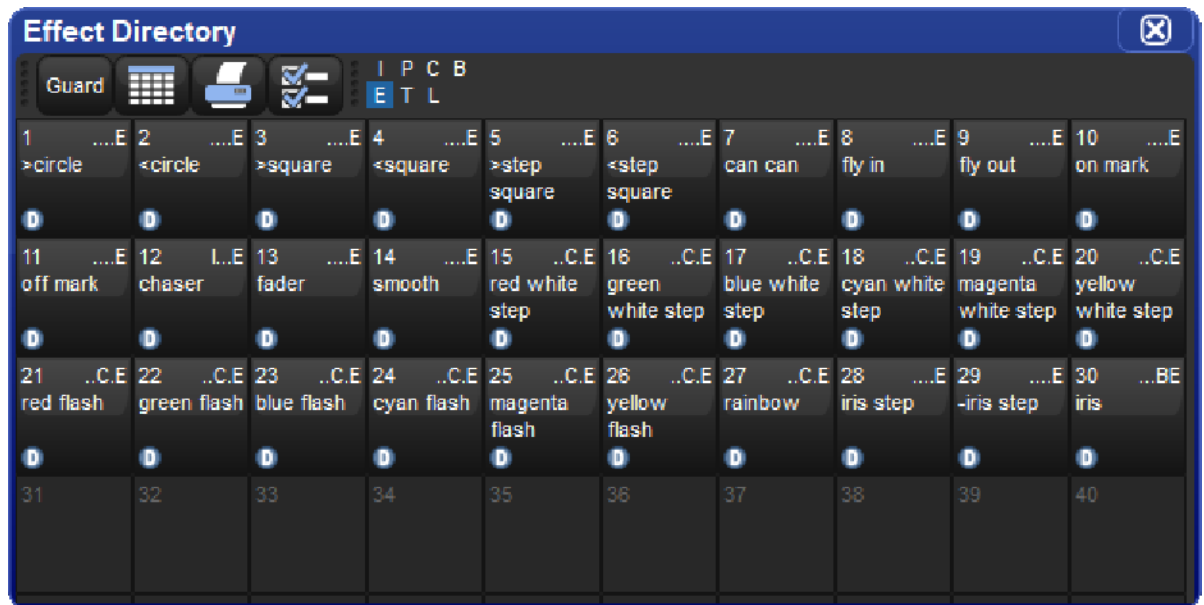 Effect Directory
Guard
I P C B
E T L
1 ....E 2 ....E 3 ....E 4 ....E 5 ....E 6 ....E 7 ....E 8 ....E 9 ....E 10 ....E
>circle <circle >square <square >step <step can can fly in fly out on mark
square square
D D D D D D D D D D
11 ....E 12 I...E 13 ....E 14 ....E 15 ..C.E 16 ..C.E 17 ..C.E 18 ..C.E 19 ..C.E 20 ..C.E
off mark chaser fader smooth red white green blue white cyan white magenta yellow
step white step step step white step white step
D D D D D D D D D D
21 ..C.E 22 ..C.E 23 ..C.E 24 ..C.E 25 ..C.E 26 ..C.E 27 ..C.E 28 ....E 29 ....E 30 ...BE
red flash green flash blue flash cyan flash magenta yellow rainbow iris step -iris step iris
flash flash
D D D D D D D D D D
31 32 33 34 35 36 37 38 39 40